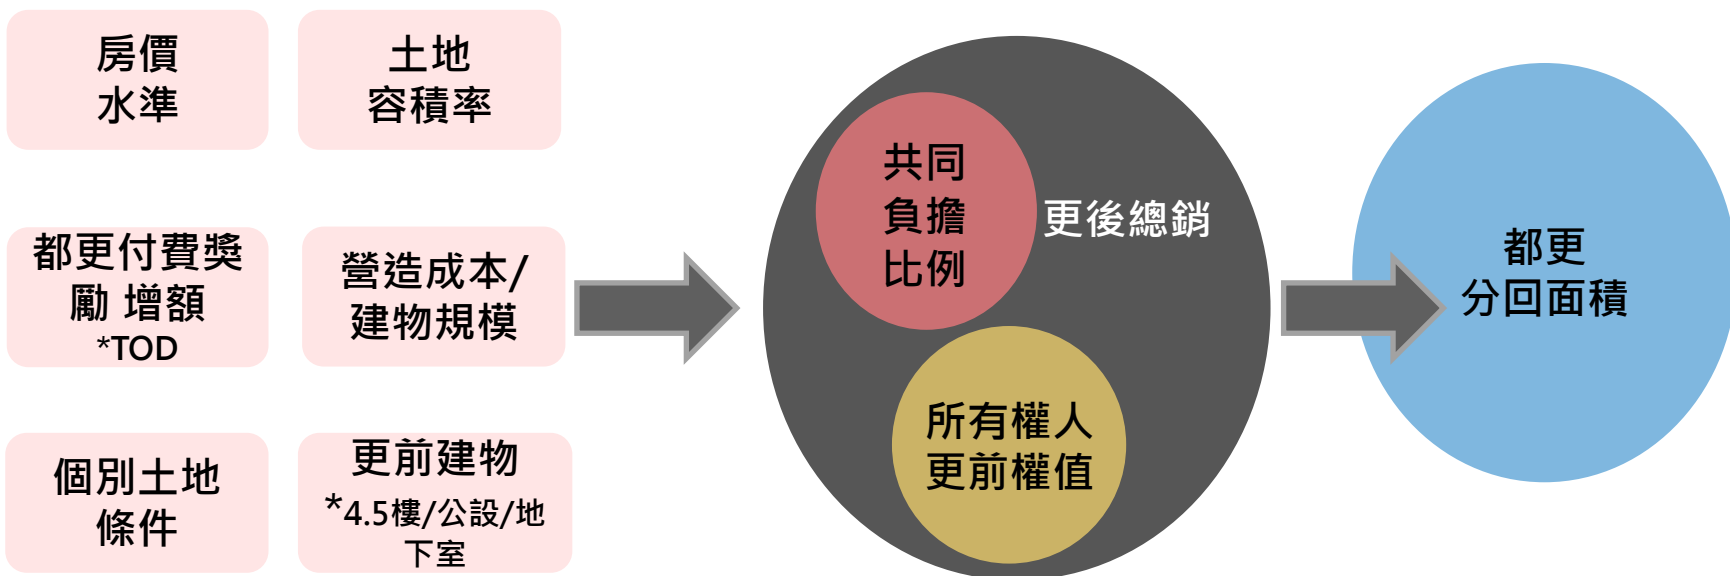 房價
水準
土地
容積率
都更付費獎
勵 增額
*TOD
營造成本/
建物規模
個別土地
條件
更前建物
*4.5樓/公設/地
下室
共同
負擔
比例
更後總銷
所有權人
更前權值
都更
分回面積